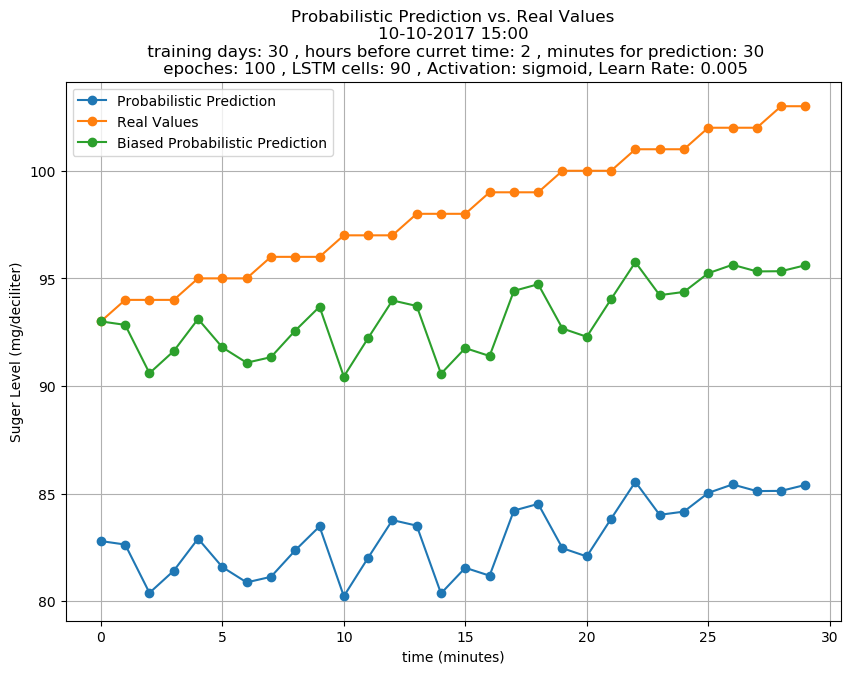 Probabilistic Prediction vs. Real Values
10-10-2017 15:00
training days: 30 , hours before curret time: 2 , minutes for prediction: 30
epoches: 100 , LSTM cells: 90 , Activation: sigmoid, Learn Rate: 0.005
Probabilistic Prediction
Real Values
Biased Probabilistic Prediction
Suger Level (mg/deciliter)
100
95
90
85
80
0 5 10 15 20 25 30
time (minutes)